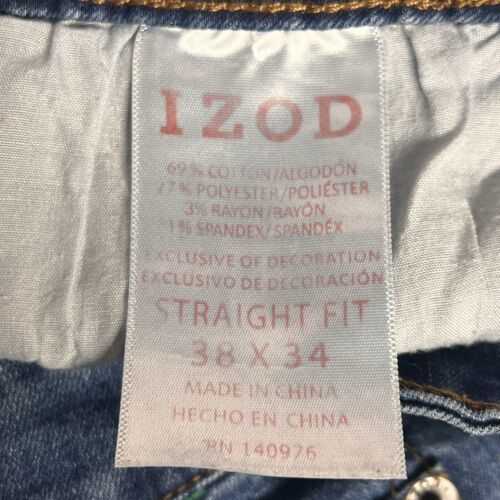 IZOD
69% COTTON/ALGODÓN
27% POLYESTER/POLIÉSTER
3% RAYON/RAYÓN
1% SPANDEX/SPANDEX
EXCLUSIVE OF DECORATION
EXCLUSIVO DE DECORACIÓN
STRAIGHT FIT
38 X 34
MADE IN CHINA
HECHO EN CHINA
RN 140976